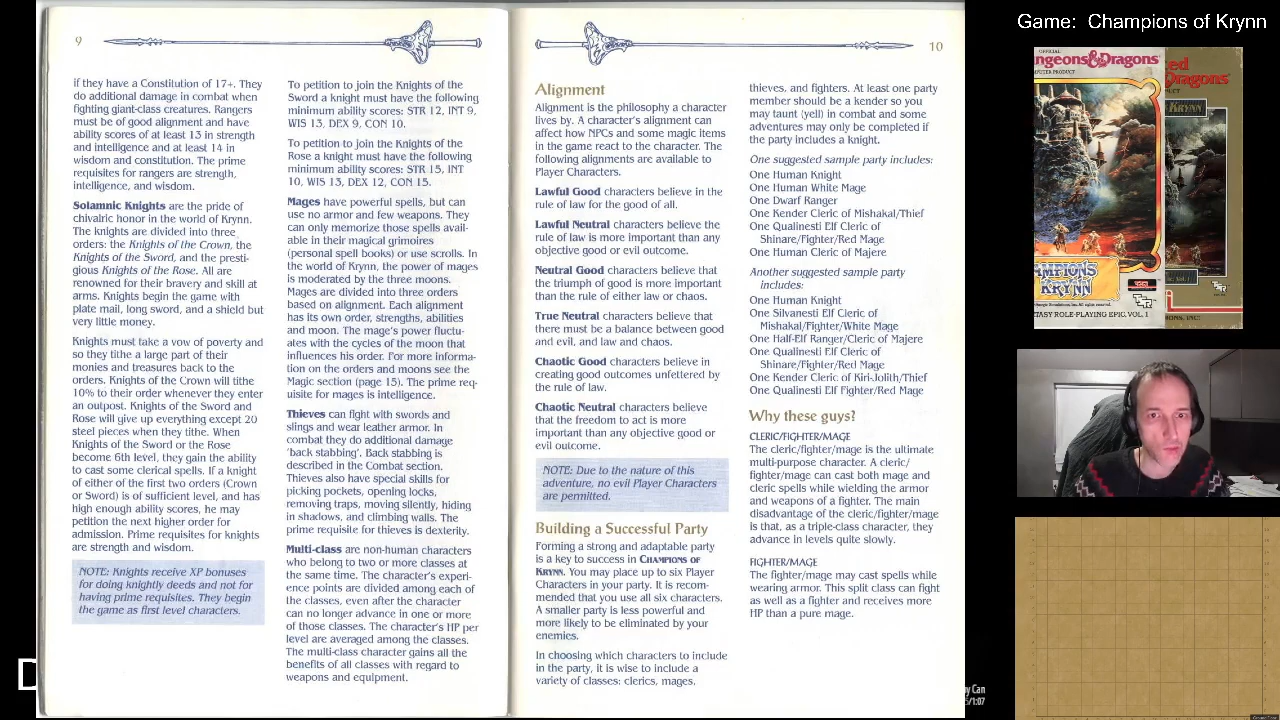 9
if they have a Constitution of 17+. They
do additional damage in combat when
fighting giant-class creatures. Rangers
must be of good alignment and have
ability scores of at least 13 in strength
and intelligence and at least 14 in
wisdom and constitution. The prime
requisites for rangers are strength,
intelligence, and wisdom.
Solamnic Knights are the pride of
chivalric honor in the world of Krynn.
The knights are divided into three
orders: the Knights of the Crown, the
Knights of the Sword, and the presti-
gious Knights of the Rose. All are
renowned for their bravery and skill at
arms. Knights begin the game with
plate mail, long sword, and a shield but
very little money.
Knights must take a vow of poverty and
so they tithe a large part of their
monies and treasures back to the
orders. Knights of the Crown will tithe
10% to their order whenever they enter
an outpost. Knights of the Sword and
Rose will give up everything except 20
steel pieces when they tithe. When
Knights of the Sword or the Rose
become 6th level, they gain the ability
to cast some clerical spells. If a knight
of either of the first two orders (Crown
or Sword) is of sufficient level, and has
high enough ability scores, he may
petition the next higher order for
admission. Prime requisites for knights
are strength and wisdom.
NOTE: Knights receive XP bonuses
for doing knightly deeds and not for
having prime requisites. They begin
the game as first level characters.
To petition to join the Knights of the
Sword a knight must have the following
minimum ability scores: STR 12, INT 9,
WIS 13, DEX 9, CON 10.
To petition to join the Knights of the
Rose a knight must have the following
minimum ability scores: STR 15, INT
10, WIS 13, DEX 12, CON 15.
Mages have powerful spells, but can
use no armor and few weapons. They
can only memorize those spells avail-
able in their magical grimoires
(personal spell books) or use scrolls. In
the world of Krynn, the power of mages
is moderated by the three moons.
Mages are divided into three orders
based on alignment. Each alignment
has its own order, strengths, abilities
and moon. The mage's power fluctu-
ates with the cycles of the moon that
influences his order. For more informa-
tion on the orders and moons see the
Magic section (page 15). The prime req-
uisite for mages is intelligence.
Thieves can fight with swords and
slings and wear leather armor. In
combat they do additional damage
'back stabbing'. Back stabbing is
described in the Combat section.
Thieves also have special skills for
picking pockets, opening locks,
removing traps, moving silently, hiding
in shadows, and climbing walls. The
prime requisite for thieves is dexterity.
Multi-class are non-human characters
who belong to two or more classes at
the same time. The character's experi-
ence points are divided among each of
the classes, even after the character
can no longer advance in one or more
of those classes. The character's HP per
level are averaged among the classes.
The multi-class character gains all the
benefits of all classes with regard to
weapons and equipment.
10
Alignment
Alignment is the philosophy a character
lives by. A character's alignment can
affect how NPCs and some magic items
in the game react to the character. The
following alignments are available to
Player Characters.
Lawful Good characters believe in the
rule of law for the good of all.
Lawful Neutral characters believe the
rule of law is more important than any
objective good or evil outcome.
Neutral Good characters believe that
the triumph of good is more important
than the rule of either law or chaos.
True Neutral characters believe that
there must be a balance between good
and evil, and law and chaos.
Chaotic Good characters believe in
creating good outcomes unfettered by
the rule of law.
Chaotic Neutral characters believe
that the freedom to act is more
important than any objective good or
evil outcome.
NOTE: Due to the nature of this
adventure, no evil Player Characters
are permitted.
Building a Successful Party
Forming a strong and adaptable party
is a key to success in CHAMPIONS OF
KRYNN. You may place up to six Player
Characters in your party. It is recom-
mended that you use all six characters.
A smaller party is less powerful and
more likely to be eliminated by your
enemies.
In choosing which characters to include
in the party, it is wise to include a
variety of classes: clerics, mages,
thieves, and fighters. At least one party
member should be a kender so you
may taunt (yell) in combat and some
adventures may only be completed if
the party includes a knight.
One suggested sample party includes:
One Human Knight
One Human White Mage
One Dwarf Ranger
One Kender Cleric of Mishakal/Thief
One Qualinesti Elf Cleric of
Shinare/Fighter/Red Mage
One Human Cleric of Majere
Another suggested sample party
includes:
One Human Knight
One Silvanesti Elf Cleric of
Mishakal/Fighter/White Mage
One Half-Elf Ranger/Cleric of Majere
One Qualinesti Elf Cleric of
Shinare/Fighter/Red Mage
One Kender Cleric of Kiri-Jolith/Thief
One Qualinesti Elf Fighter/Red Mage
Why these guys?
CLERIC/FIGHTER/MAGE
The cleric/fighter/mage is the ultimate
multi-purpose character. A cleric/
fighter/mage can cast both mage and
cleric spells while wielding the armor
and weapons of a fighter. The main
disadvantage of the cleric/fighter/mage
is that, as a triple-class character, they
advance in levels quite slowly.
FIGHTER/MAGE
The fighter/mage may cast spells while
wearing armor. This split class can fight
as well as a fighter and receives more
HP than a pure mage.
Game: Champions of Krynn
OFFICIAL
ngeons&Dragons
MPIONS
KRYNN
TASY ROLE-PLAYING EPIC, VOL. 1
ed
Dragons
KRYNN
IONS, INC!
D
y Can
5/1:07